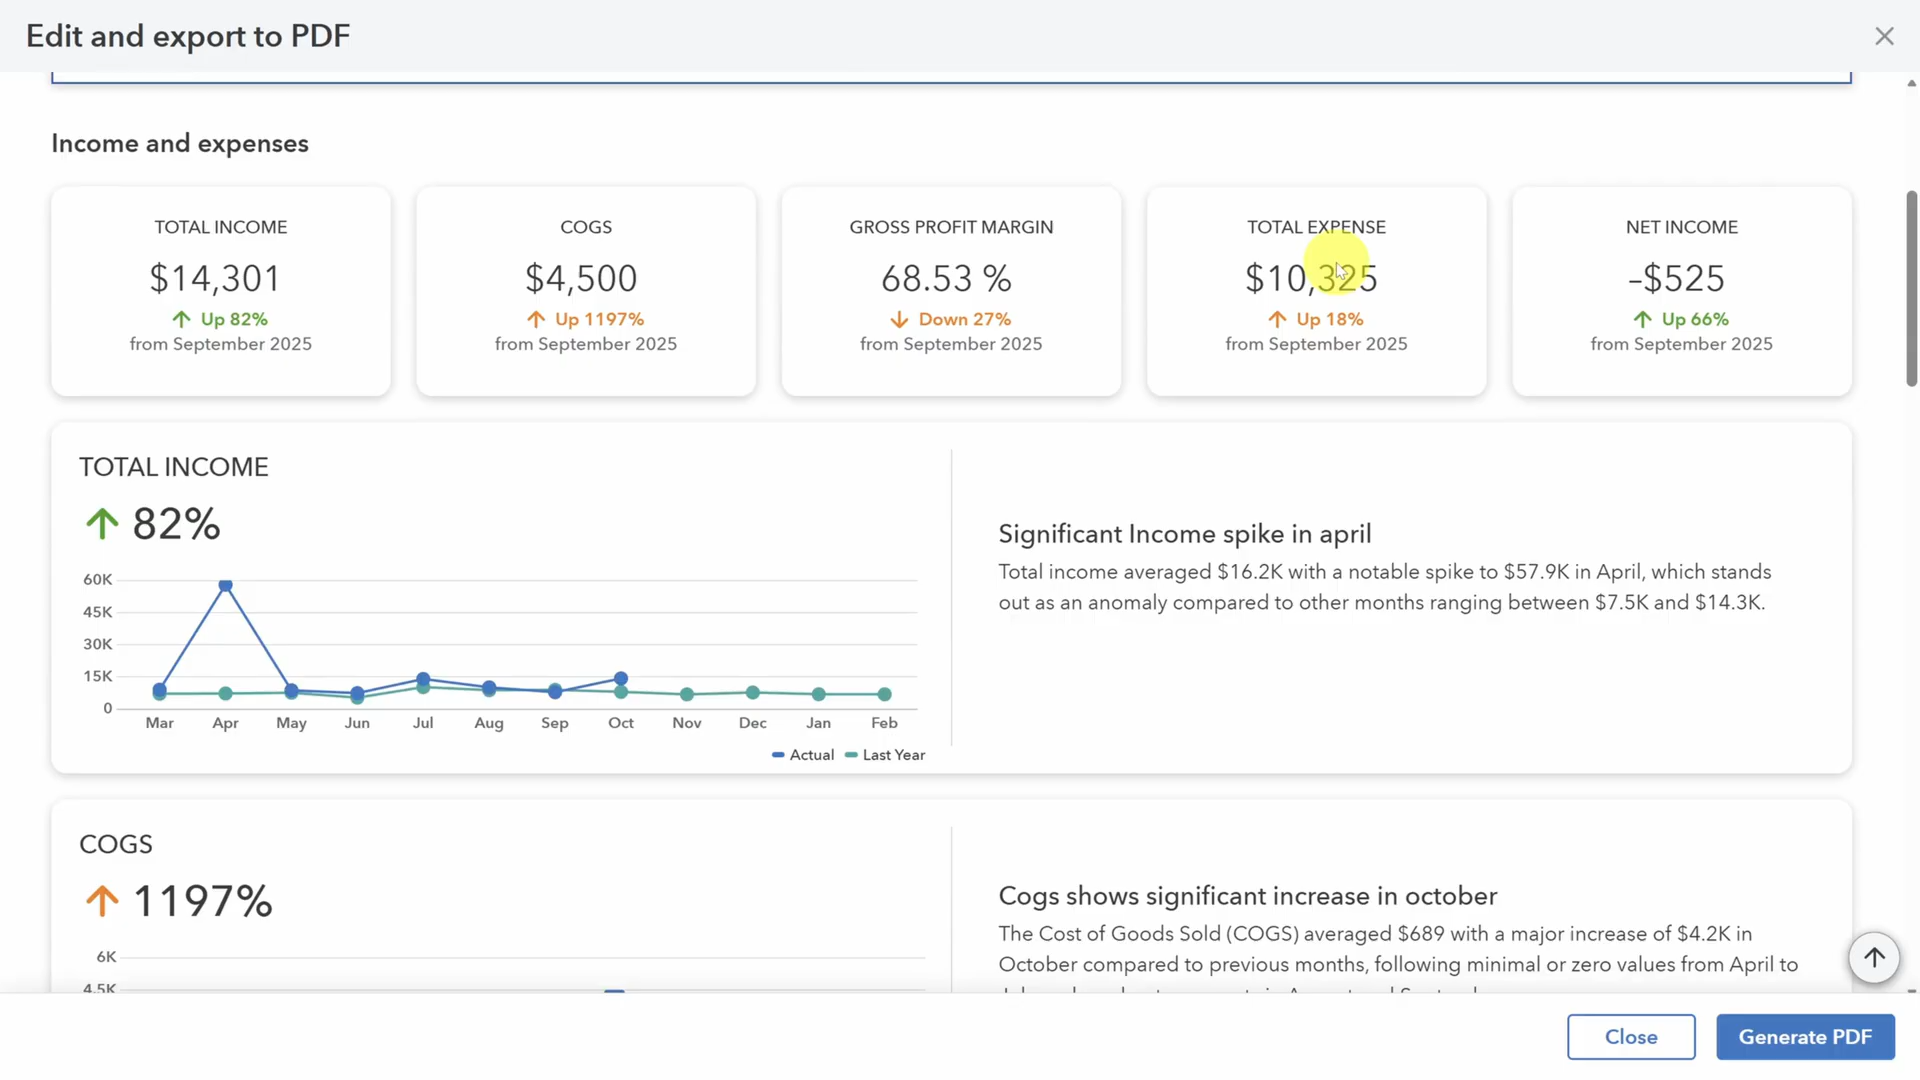 Edit and export to PDF
Income and expenses
TOTAL INCOME
$14,301
Up 82%
from September 2025
COGS
$4,500
Up 1197%
from September 2025
GROSS PROFIT MARGIN
68.53 %
Down 27%
from September 2025
TOTAL EXPENSE
$10,325
Up 18%
from September 2025
NET INCOME
-$525
Up 66%
from September 2025
TOTAL INCOME
82%
60K
45K
30K
15K
0
Mar Apr May Jun Jul Aug Sep Oct Nov Dec Jan Feb
Actual Last Year
Significant Income spike in april
Total income averaged $16.2K with a notable spike to $57.9K in April, which stands
out as an anomaly compared to other months ranging between $7.5K and $14.3K.
COGS
1197%
6K
4.5K
Cogs shows significant increase in october
The Cost of Goods Sold (COGS) averaged $689 with a major increase of $4.2K in
October compared to previous months, following minimal or zero values from April to
Close
Generate PDF